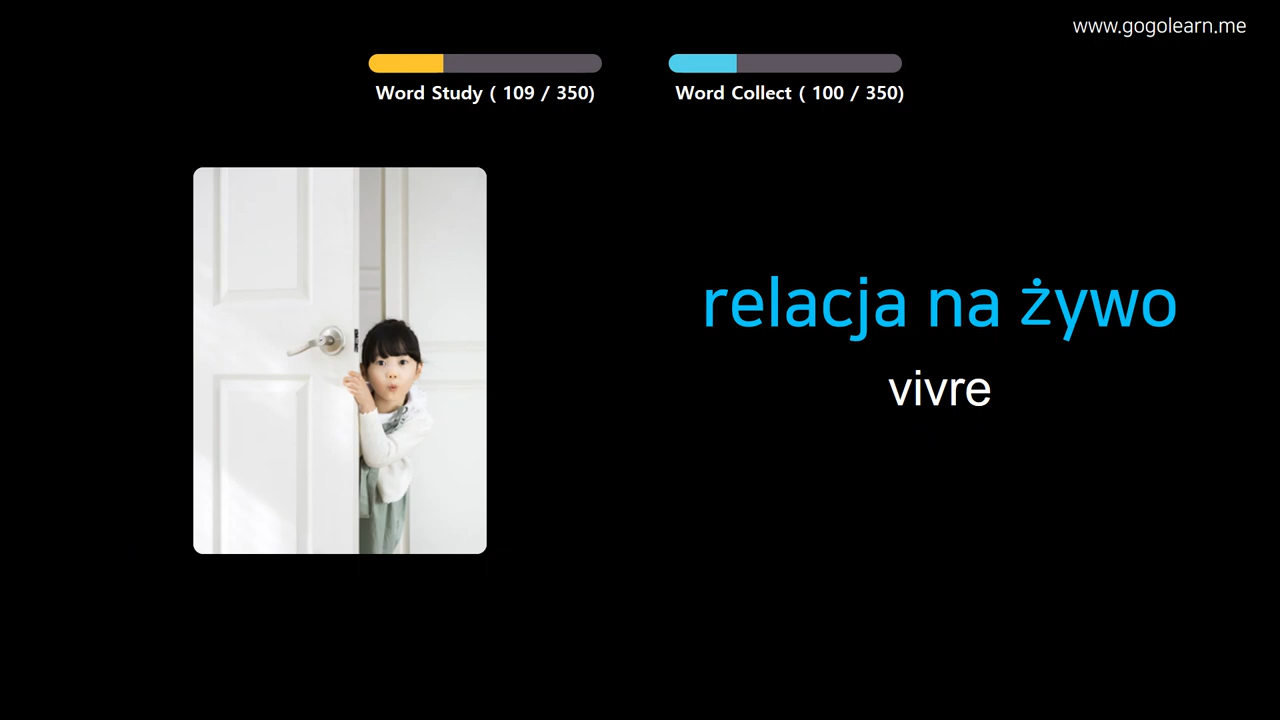 www.gogolearn.me
Word Study ( 109 / 350)
Word Collect ( 100 / 350)
relacja na żywo
vivre